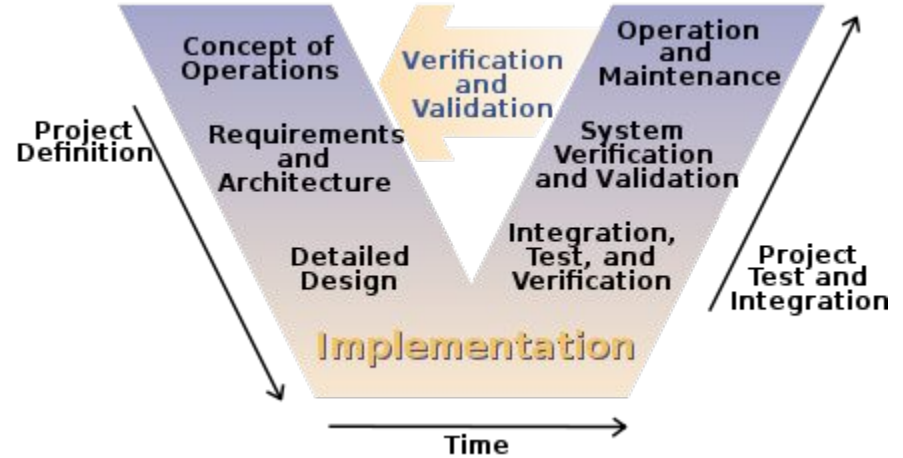 Concept of
Operations
Verification
and
Validation
Operation
and
Maintenance
Project
Definition
Requirements
and
Architecture
System
Verification
and Validation
Detailed
Design
Integration,
Test, and
Verification
Project
Test and
Integration
Implementation
Time